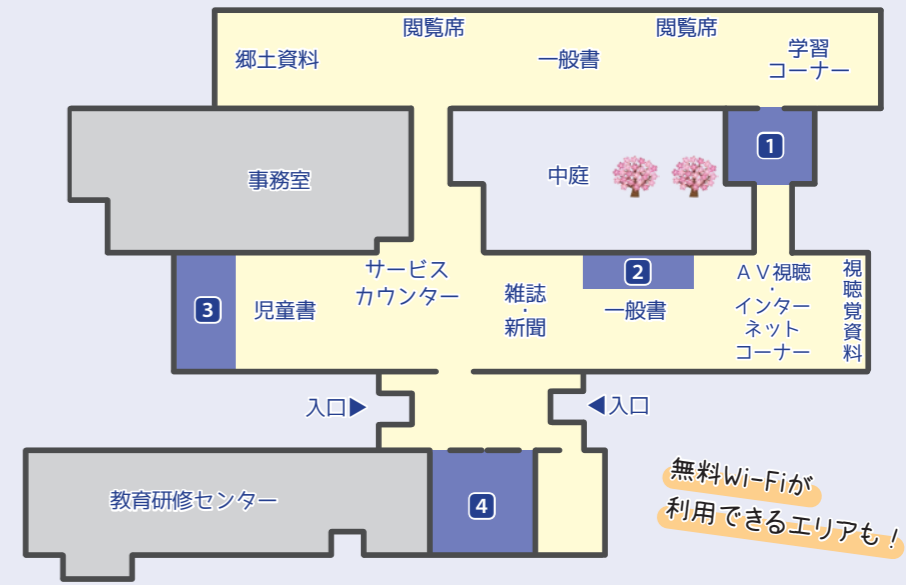 閲覧席
閲覧席
郷土資料
一般書
学習
コーナー
1
事務室
中庭
サービス
カウンター
2
AV視聴
・
インター
ネット
コーナー
視聴覚資料
3
児童書
雑誌
・
新聞
一般書
入口▶
◀入口
教育研修センター
4
無料Wi-Fiが
利用できるエリアも!